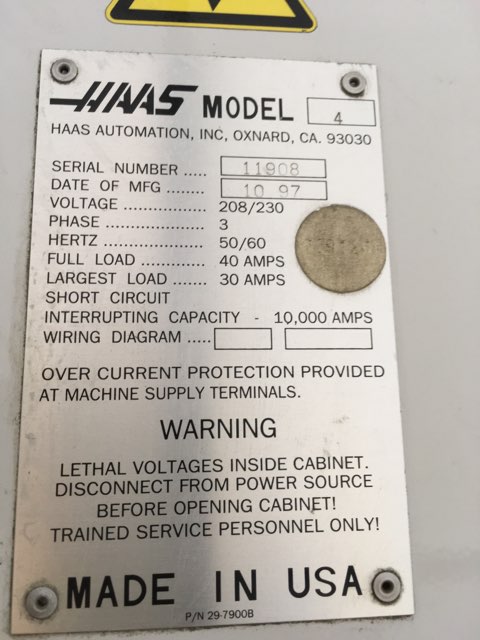 HAAS MODEL 4
HAAS AUTOMATION, INC, OXNARD, CA. 93030
SERIAL NUMBER ..... 11908
DATE OF MFG ........ 10 97
VOLTAGE .............. 208/230
PHASE ................... 3
HERTZ ................... 50/60
FULL LOAD ............ 40 AMPS
LARGEST LOAD ....... 30 AMPS
SHORT CIRCUIT
INTERRUPTING CAPACITY - 10,000 AMPS
WIRING DIAGRAM .....
OVER CURRENT PROTECTION PROVIDED
AT MACHINE SUPPLY TERMINALS.
WARNING
LETHAL VOLTAGES INSIDE CABINET.
DISCONNECT FROM POWER SOURCE
BEFORE OPENING CABINET!
TRAINED SERVICE PERSONNEL ONLY!
MADE IN USA
P/N 29-7900B